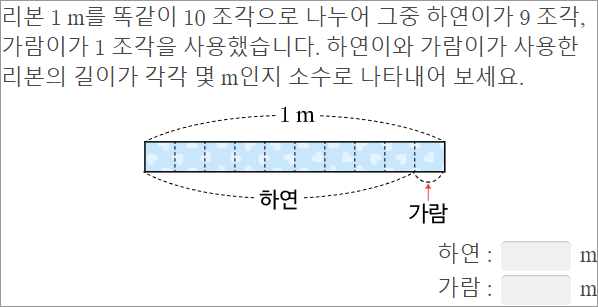 리본 1 m를 똑같이 10 조각으로 나누어 그중 하연이가 9 조각,
가람이가 1 조각을 사용했습니다. 하연이와 가람이가 사용한
리본의 길이가 각각 몇 m인지 소수로 나타내어 보세요.
1 m
하연
가람
하연 : m
가람 : m